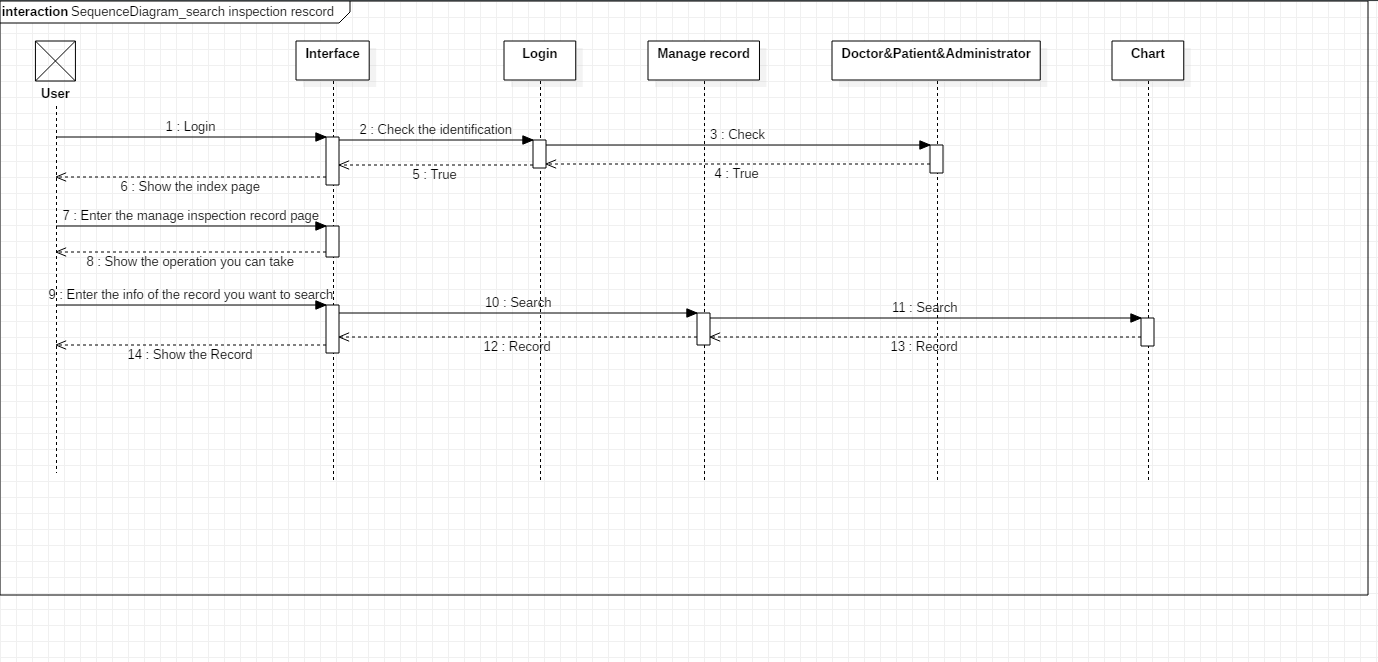 interaction SequenceDiagram_search inspection rescord
Interface
Login
Manage record
Doctor&Patient&Administrator
Chart
User
1 : Login
2 : Check the identification
3 : Check
4 : True
5 : True
6 : Show the index page
7 : Enter the manage inspection record page
8 : Show the operation you can take
9 : Enter the info of the record you want to search
10 : Search
11 : Search
12 : Record
13 : Record
14 : Show the Record